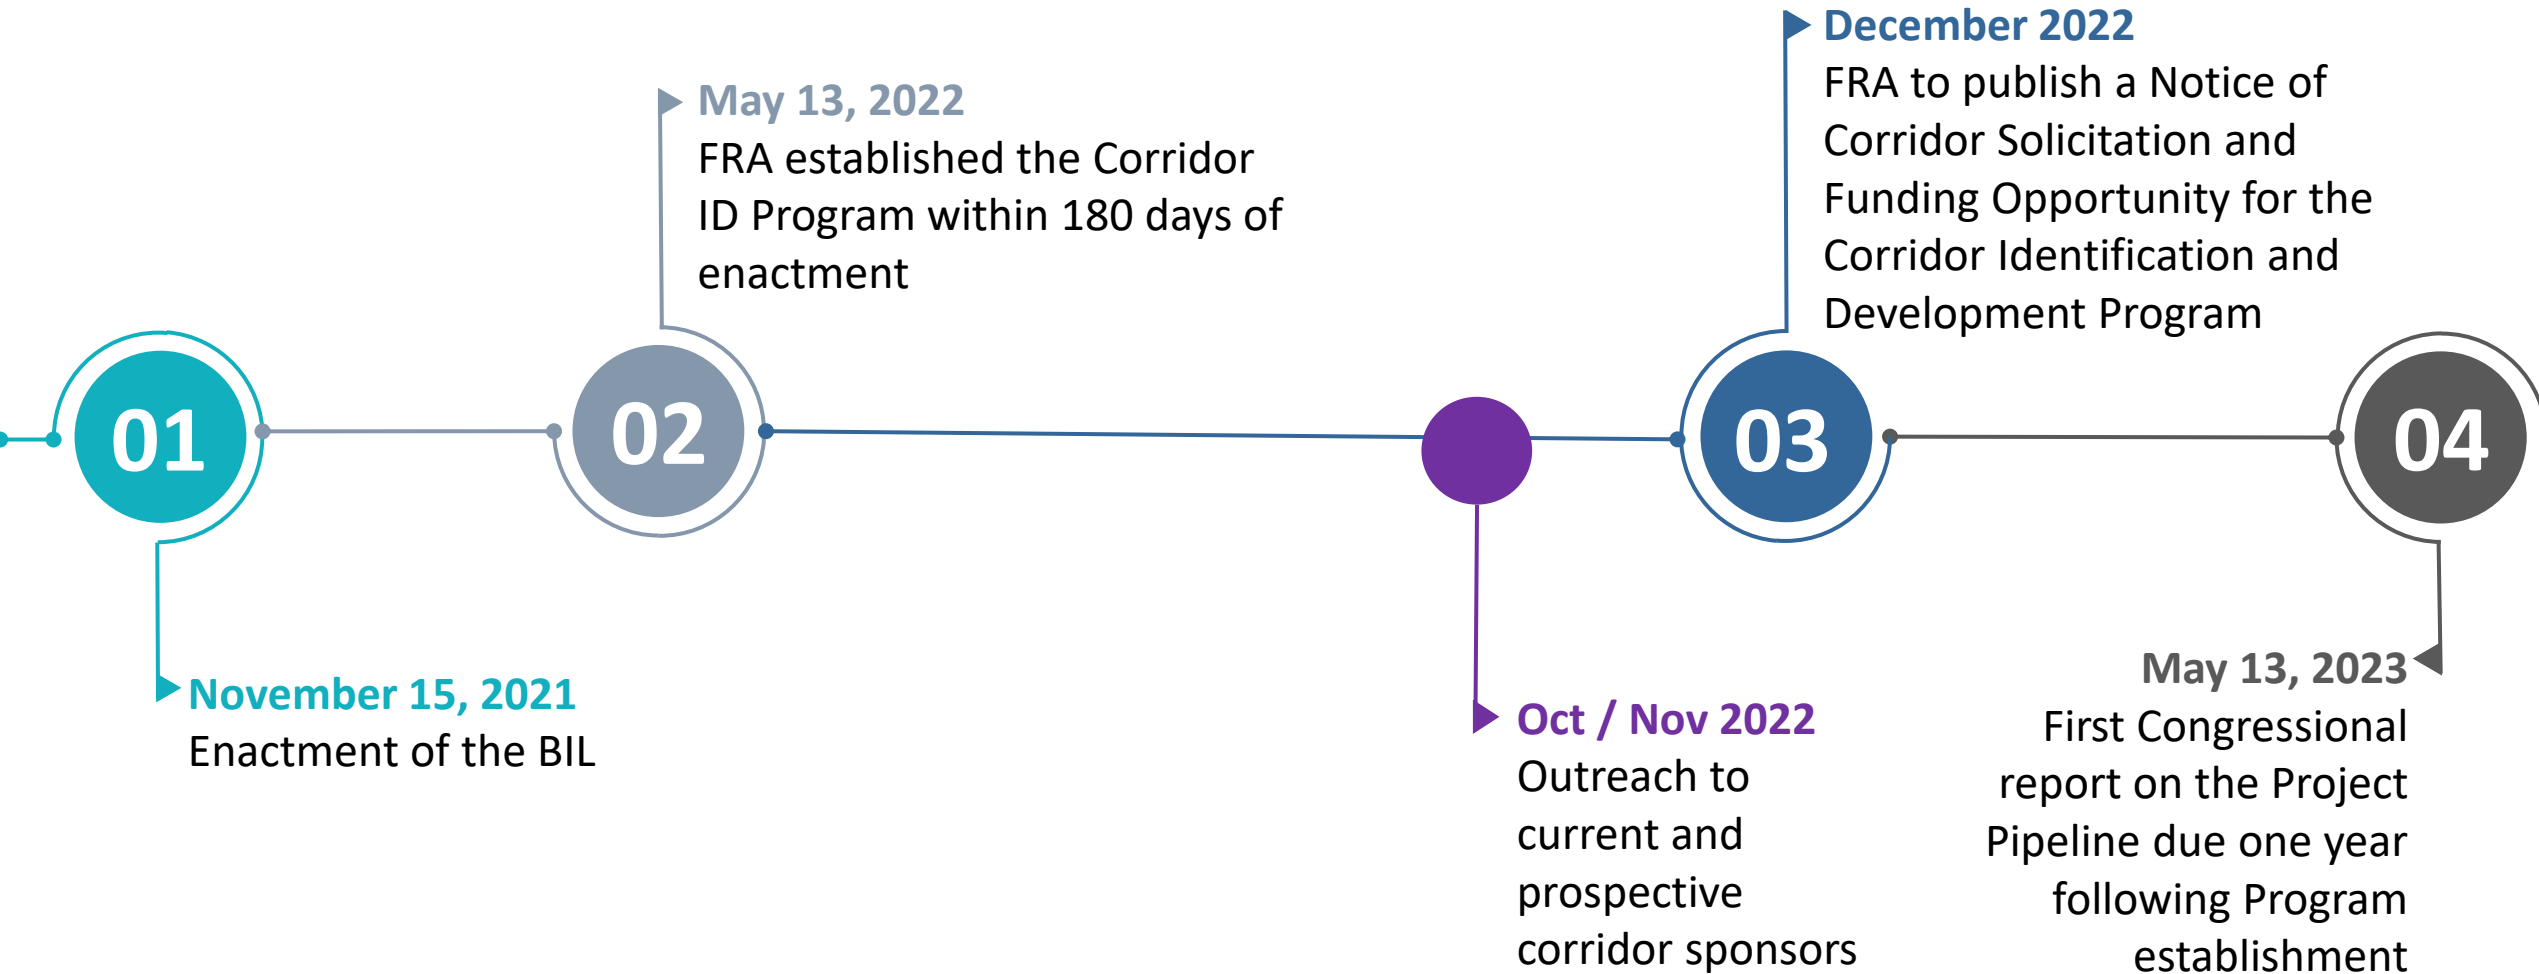 01
November 15, 2021
Enactment of the BIL
02
May 13, 2022
FRA established the Corridor
ID Program within 180 days of
enactment
Oct / Nov 2022
Outreach to
current and
prospective
corridor sponsors
03
December 2022
FRA to publish a Notice of
Corridor Solicitation and
Funding Opportunity for the
Corridor Identification and
Development Program
04
May 13, 2023
First Congressional
report on the Project
Pipeline due one year
following Program
establishment